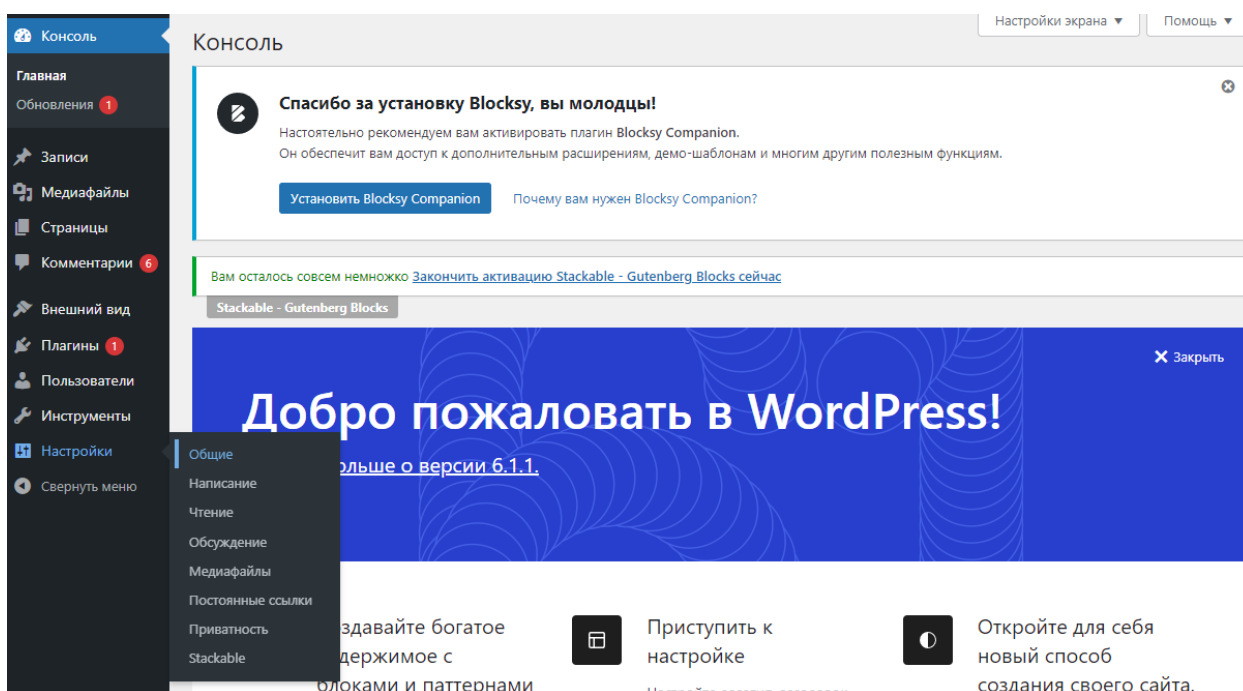 Консоль
Главная
Обновления 1
Записи
Медиафайлы
Страницы
Комментарии 6
Внешний вид
Плагины 1
Пользователи
Инструменты
Настройки
Свернуть меню
Общие
Написание
Чтение
Обсуждение
Медиафайлы
Постоянные ссылки
Приватность
Stackable
Настройки экрана
Помощь
Консоль
Спасибо за установку Blocksy, вы молодцы!
Настоятельно рекомендуем вам активировать плагин Blocksy Companion.
Он обеспечит вам доступ к дополнительным расширениям, демо-шаблонам и многим другим полезным функциям.
Установить Blocksy Companion Почему вам нужен Blocksy Companion?
Вам осталось совсем немножко Закончить активацию Stackable - Gutenberg Blocks сейчас
Stackable - Gutenberg Blocks
Закрыть
Добро пожаловать в WordPress!
ольше о версии 6.1.1.
здавайте богатое
держимое с
блоками и паттернами
Приступить к
настройке
Откройте для себя
новый способ
создания своего сайта.